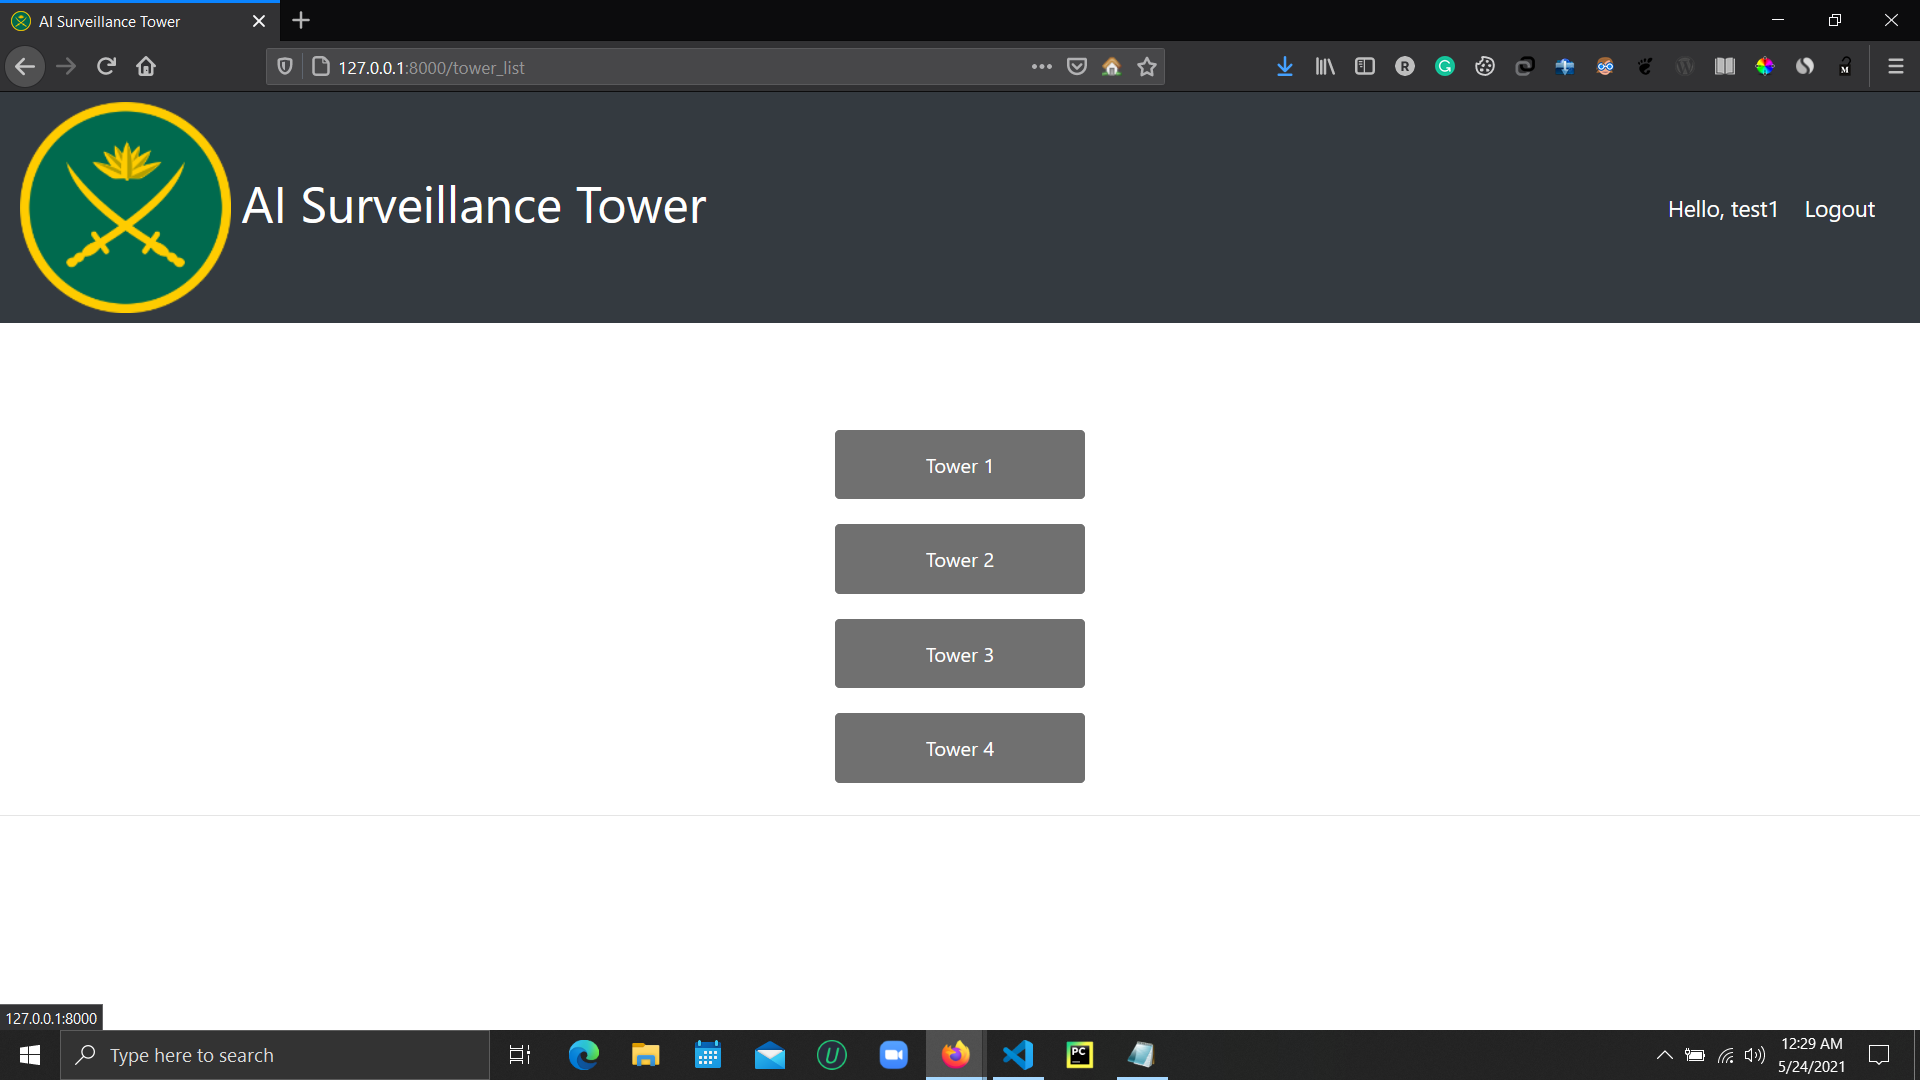 AI Surveillance Tower
127.0.0.1:8000/tower_list
AI Surveillance Tower
Hello, test1 Logout
Tower 1
Tower 2
Tower 3
Tower 4
127.0.0.1:8000
Type here to search
12:29 AM
5/24/2021